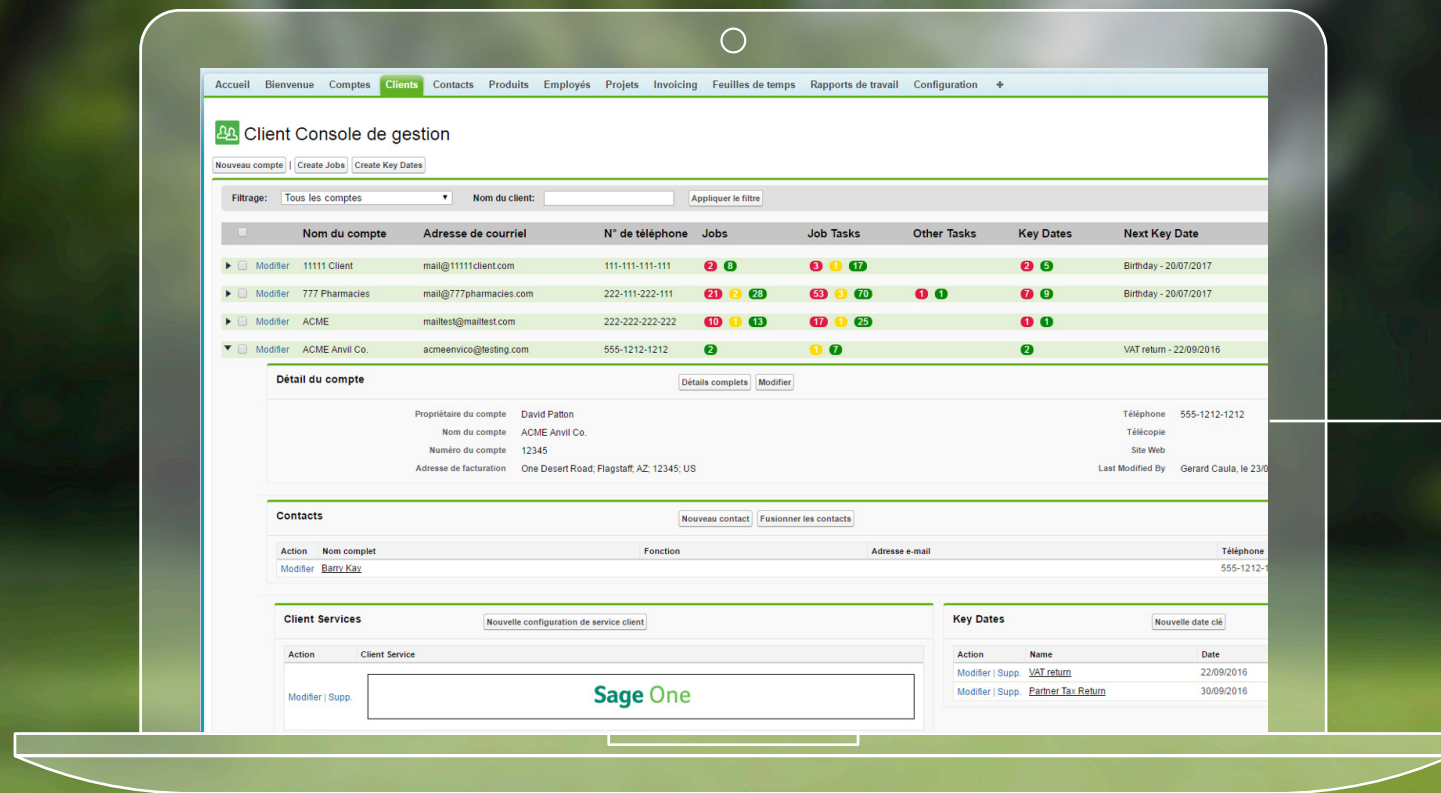 Accueil Bienvenue Comptes Clients Contacts Produits Employés Projets Invoicing Feuilles de temps Rapports de travail Configuration +
Client Console de gestion
Nouveau compte | Create Jobs Create Key Dates
Filtrage: Tous les comptes Nom du client: Appliquer le filtre
Nom du compte Adresse de courriel N° de téléphone Jobs Job Tasks Other Tasks Key Dates Next Key Date
Modifier 11111 Client mail@11111client.com 111-111-111-111 2 8 3 1 17 2 5 Birthday - 20/07/2017
Modifier 777 Pharmacies mail@777pharmacies.com 222-111-222-111 21 2 28 53 3 70 1 1 7 9 Birthday - 20/07/2017
Modifier ACME mailtest@mailtest.com 222-222-222-222 10 1 13 17 1 25 1 1
Modifier ACME Anvil Co. acmeenvico@testing.com 555-1212-1212 2 1 7 2 VAT return - 22/09/2016
Détail du compte Détails complets Modifier
Propriétaire du compte David Patton Téléphone 555-1212-1212
Nom du compte ACME Anvil Co. Télécopie
Numéro du compte 12345 Site Web
Adresse de facturation One Desert Road; Flagstaff; AZ; 12345; US Last Modified By Gerard Caula, le 23/0
Contacts Nouveau contact Fusionner les contacts
Action Nom complet Fonction Adresse e-mail Téléphone
Modifier Barry Kay 555-1212-1
Client Services Nouvelle configuration de service client Key Dates Nouvelle date clé
Action Client Service Action Name Date
Modifier | Supp. VAT return 22/09/2016
Modifier | Supp. Sage One Modifier | Supp. Partner Tax Return 30/09/2016